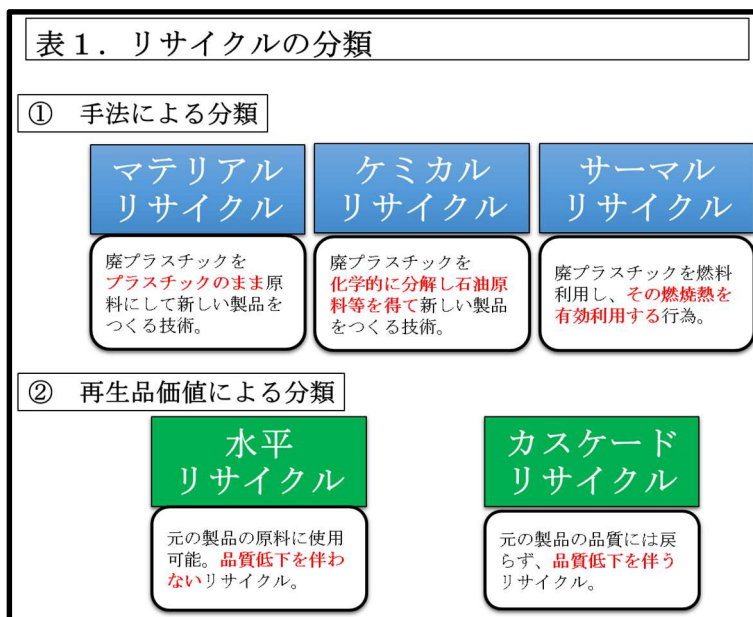 表１．リサイクルの分類
① 手法による分類
マテリアル
リサイクル
廃プラスチックを
プラスチックのまま原
料にして新しい製品を
つくる技術。
ケミカル
リサイクル
廃プラスチックを
化学的に分解し石油原
料等を得て新しい製品
をつくる技術。
サーマル
リサイクル
廃プラスチックを燃料
利用し、その燃焼熱を
有効利用する行為。
② 再生品価値による分類
水平
リサイクル
元の製品の原料に使用
可能。品質低下を伴わ
ないリサイクル。
カスケード
リサイクル
元の製品の品質には戻
らず、品質低下を伴う
リサイクル。